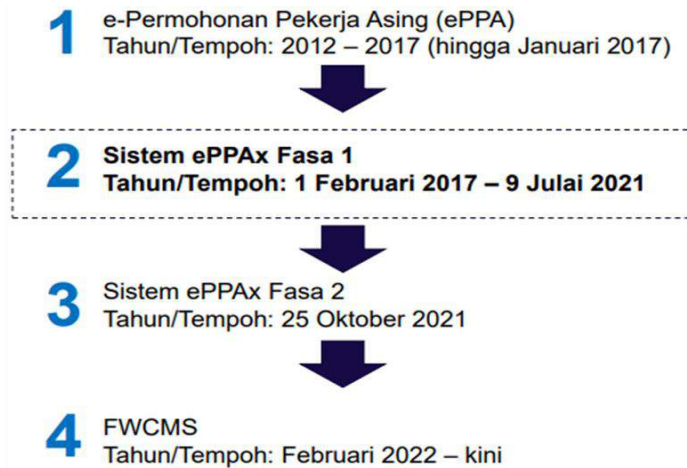 1
e-Permohonan Pekerja Asing (ePPA)
Tahun/Tempoh: 2012 – 2017 (hingga Januari 2017)
2
Sistem ePPAx Fasa 1
Tahun/Tempoh: 1 Februari 2017 – 9 Julai 2021
3
Sistem ePPAx Fasa 2
Tahun/Tempoh: 25 Oktober 2021
4
FWCMS
Tahun/Tempoh: Februari 2022 – kini